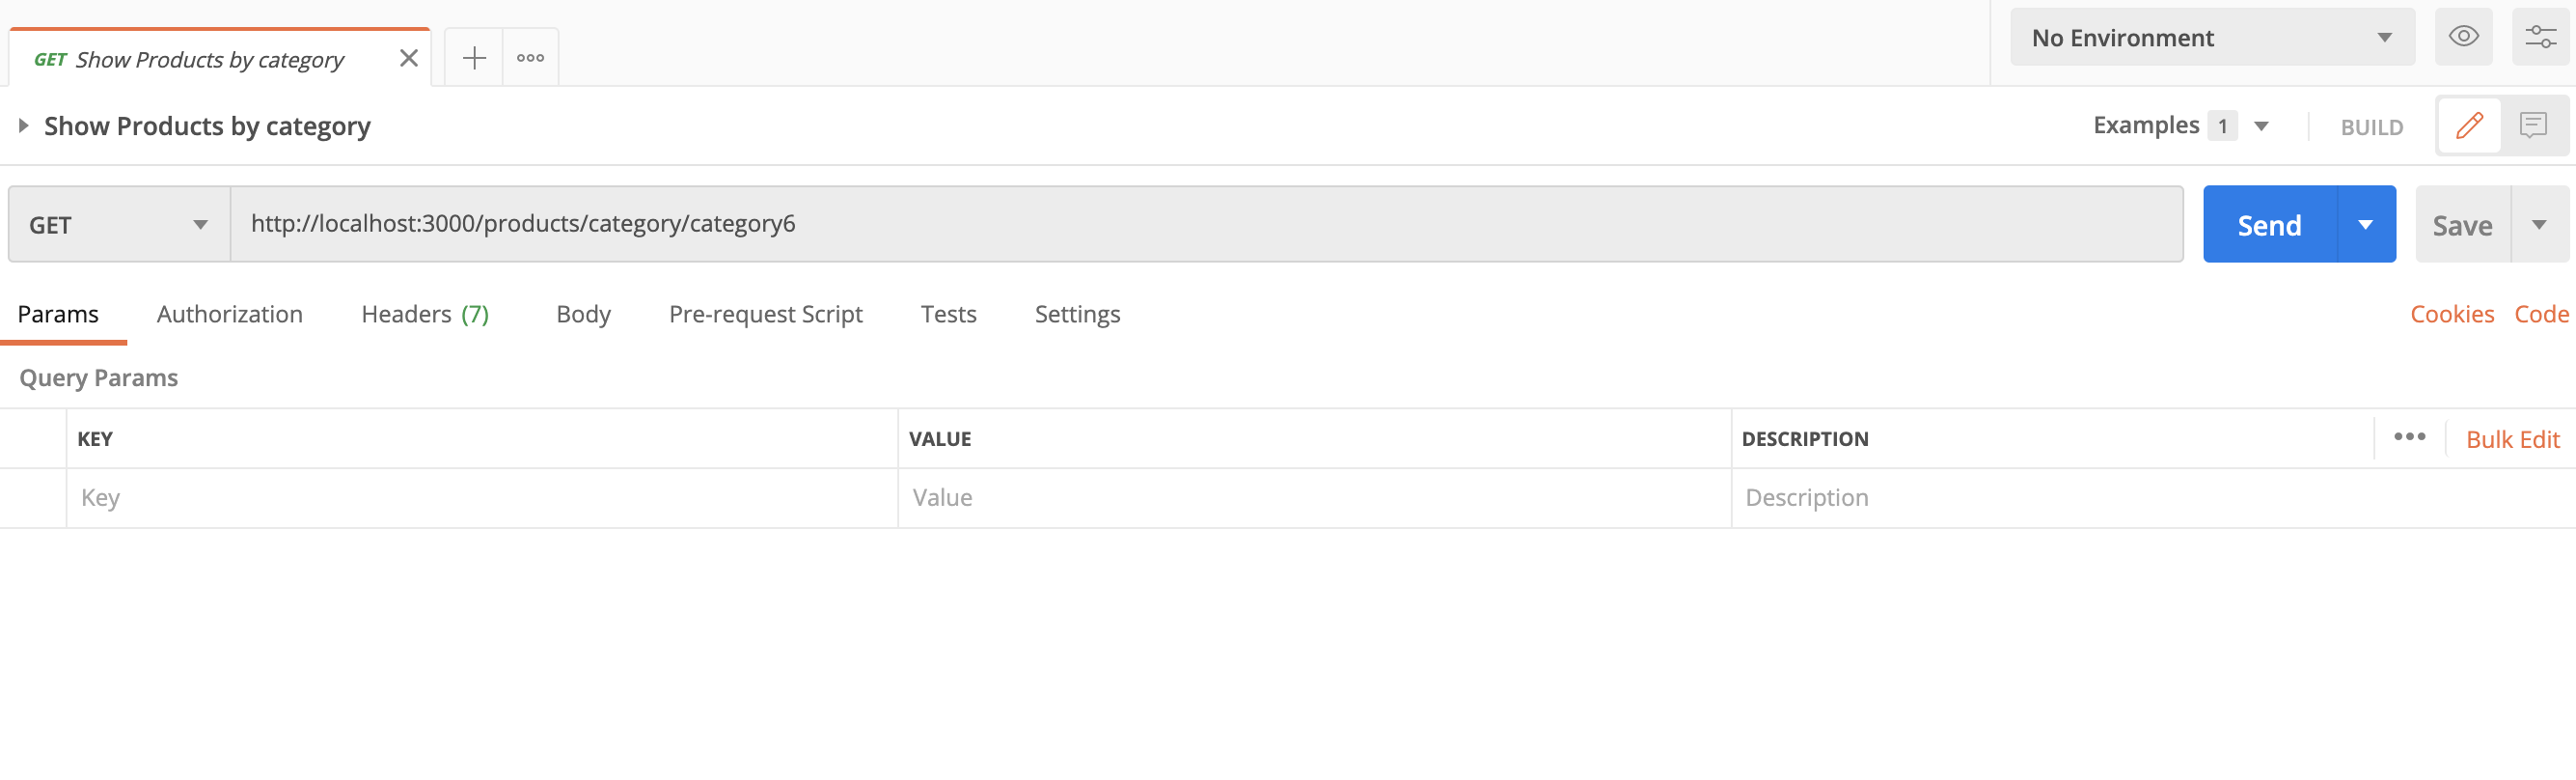 GET Show Products by category
No Environment
Show Products by category
Examples 1
BUILD
GET
http://localhost:3000/products/category/category6
Send
Save
Params Authorization Headers (7) Body Pre-request Script Tests Settings Cookies Code
Query Params
KEY VALUE DESCRIPTION Bulk Edit
Key Value Description